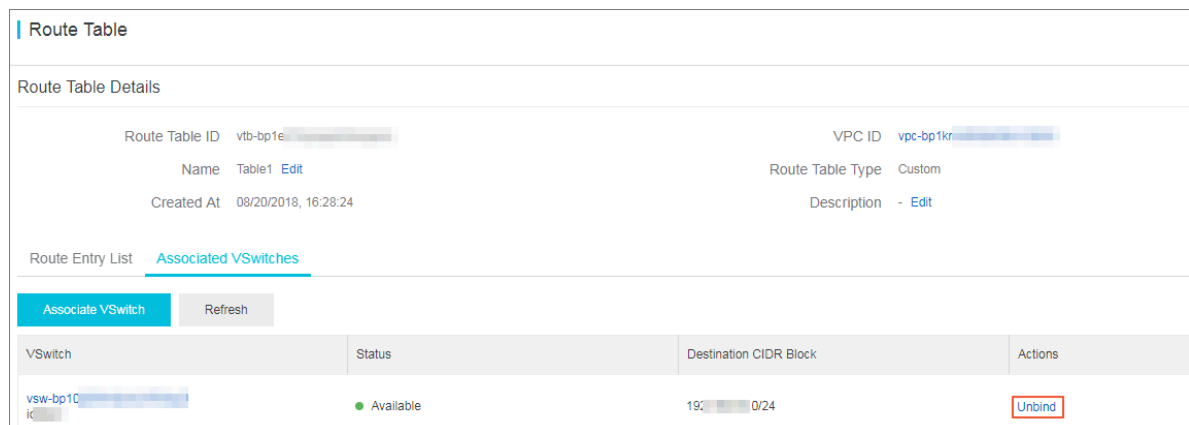 Route Table
Route Table Details
Route Table ID vtb-bp1e
VPC ID vpc-bp1kr
Name Table1 Edit
Route Table Type Custom
Created At 08/20/2018, 16:28:24
Description - Edit
Route Entry List Associated VSwitches
Associate VSwitch Refresh
VSwitch Status Destination CIDR Block Actions
vsw-bp10 Available 192 0/24 Unbind